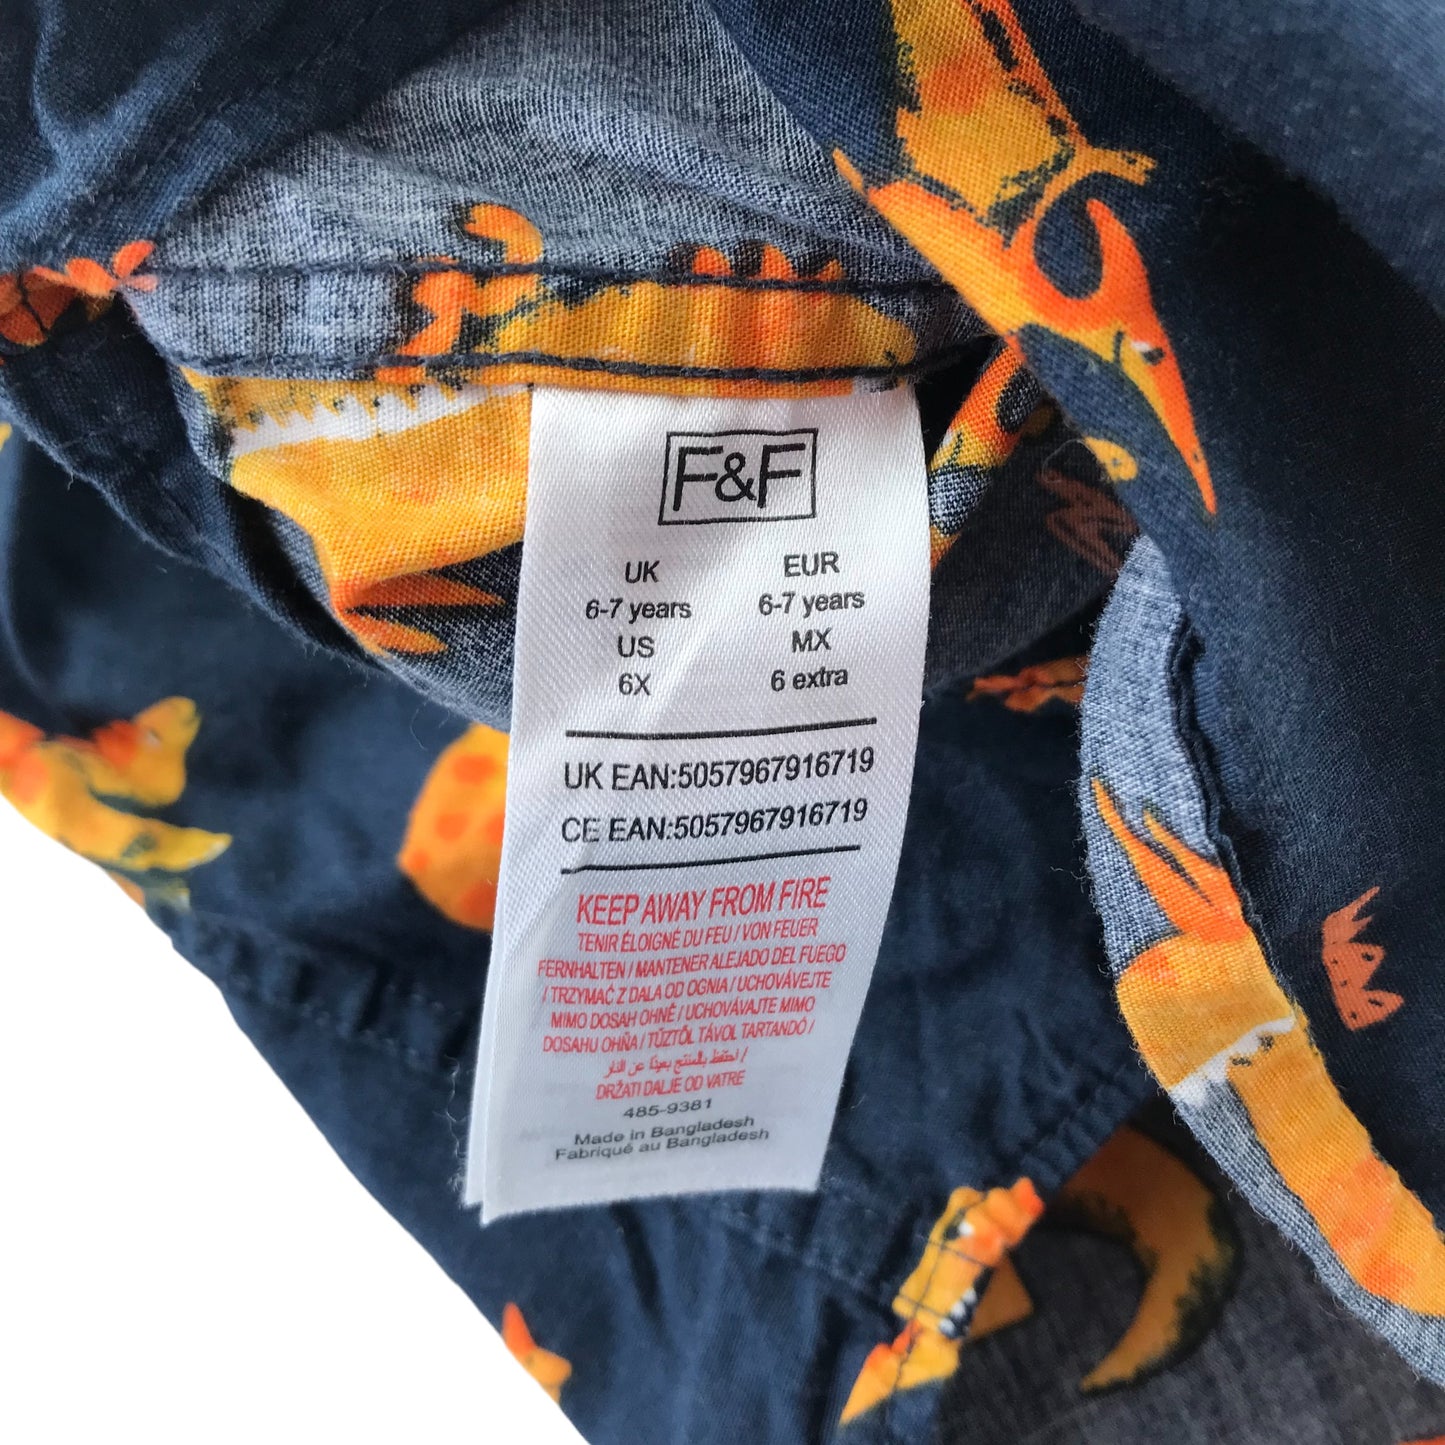 F&F
UK EUR
6-7 years 6-7 years
US MX
6X 6 extra
UK EAN:5057967916719
CE EAN:5057967916719
KEEP AWAY FROM FIRE
TENIR ÉLOIGNÉ DU FEU / VON FEUER
FERNHALTEN / MANTENER ALEJADO DEL FUEGO
/ TRZYMAĆ Z DALA OD OGNIA / UCHOVÁVEJTE
MIMO DOSAH OHNĚ / UCHOVÁVAJTE MIMO
DOSAHU OHŇA / TŰZTŐL TÁVOL TARTANDÓ /
احتفظ بالمنتج بعيدًا عن النار /
DRŽATI DALJE OD VATRE
485-9381
Made in Bangladesh
Fabriqué au Bangladesh